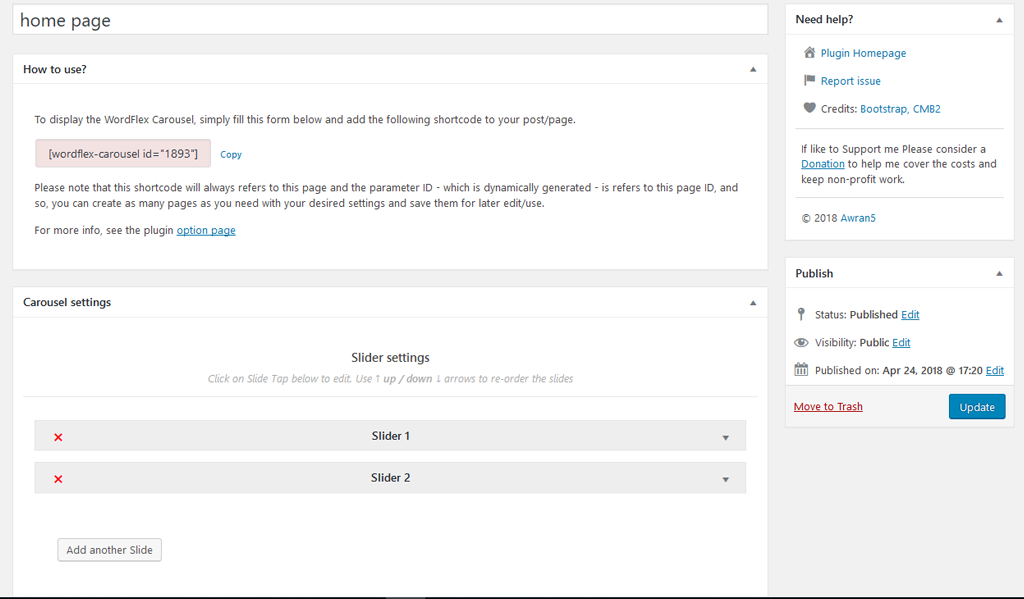 home page
How to use?
To display the WordFlex Carousel, simply fill this form below and add the following shortcode to your post/page.
[wordflex-carousel id="1893"] Copy
Please note that this shortcode will always refers to this page and the parameter ID - which is dynamically generated - is refers to this page ID, and
so, you can create as many pages as you need with your desired settings and save them for later edit/use.
For more info, see the plugin option page
Carousel settings
Slider settings
Click on Slide Tap below to edit. Use ↑ up / down ↓ arrows to re-order the slides
Slider 1
Slider 2
Add another Slide
Need help?
Plugin Homepage
Report issue
Credits: Bootstrap, CMB2
If like to Support me Please consider a
Donation to help me cover the costs and
keep non-profit work.
© 2018 Awran5
Publish
Status: Published Edit
Visibility: Public Edit
Published on: Apr 24, 2018 @ 17:20 Edit
Move to Trash
Update